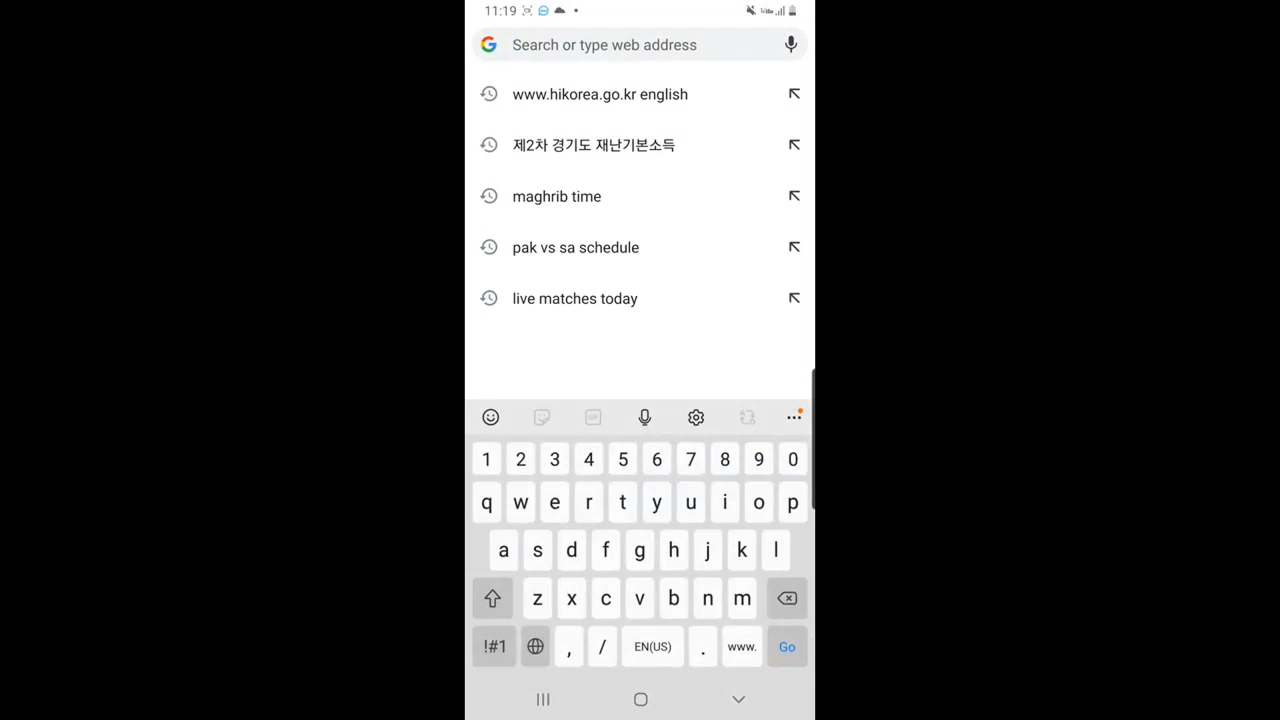 11:19
Search or type web address
www.hikorea.go.kr english
제2차 경기도 재난기본소득
maghrib time
pak vs sa schedule
live matches today
1 2 3 4 5 6 7 8 9 0
q w e r t y u i o p
a s d f g h j k l
z x c v b n m
!#1 , / EN(US) . www. Go